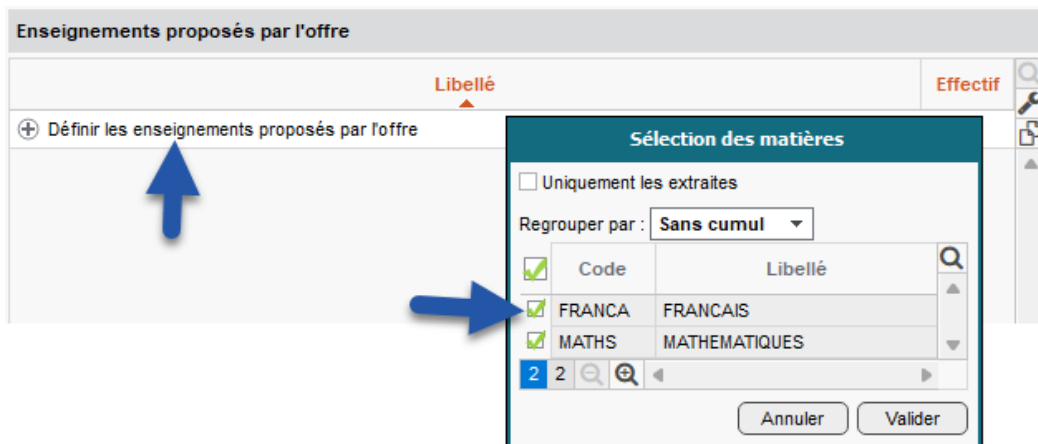 Enseignements proposés par l'offre
Libellé Effectif
Définir les enseignements proposés par l'offre
Sélection des matières
Uniquement les extraites
Regrouper par : Sans cumul
Code Libellé
FRANCA FRANCAIS
MATHS MATHEMATIQUES
2 2
Annuler Valider